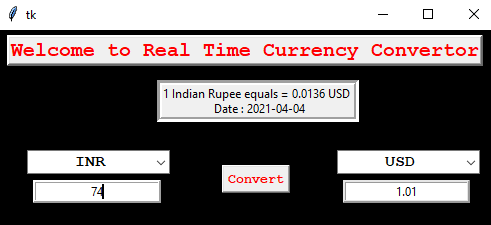 tk
Welcome to Real Time Currency Convertor
1 Indian Rupee equals = 0.0136 USD
Date : 2021-04-04
INR
USD
Convert
74
1.01